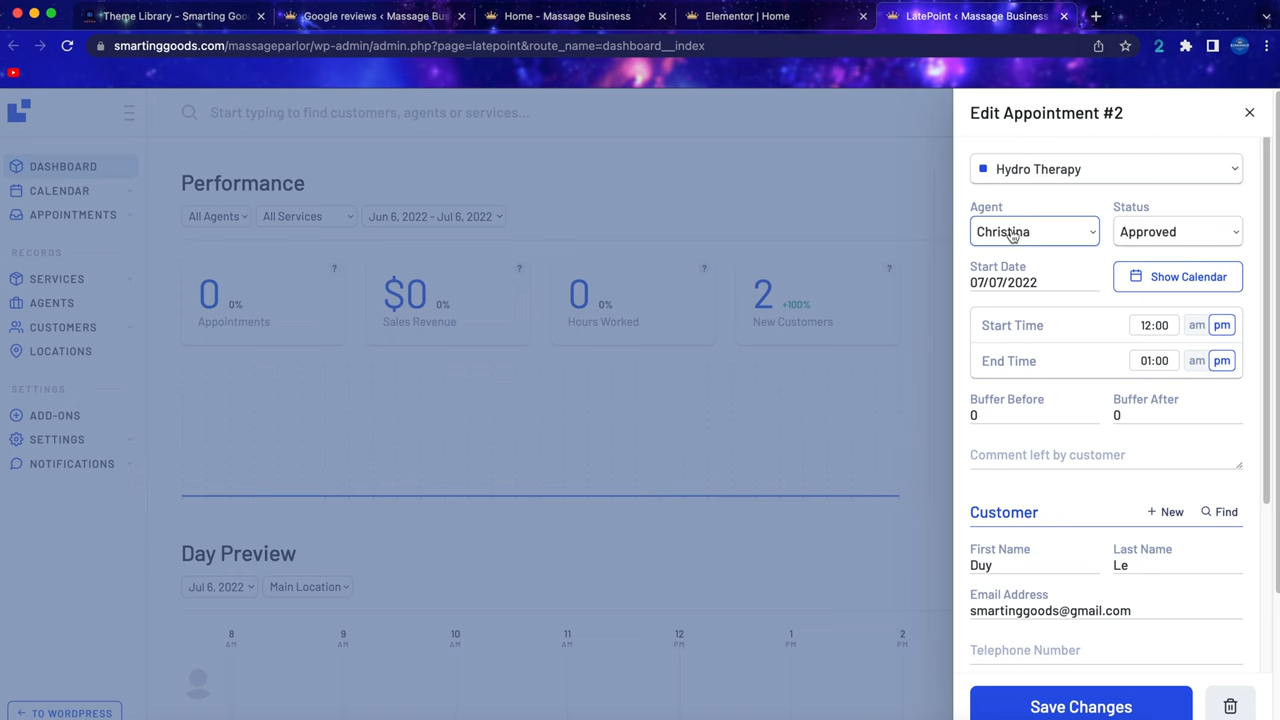 Theme Library - Smarting Goo
Google reviews ‹ Massage Bus
Home - Massage Business
Elementor | Home
LatePoint ‹ Massage Business
smartinggoods.com/massageparlor/wp-admin/admin.php?page=latepoint&route_name=dashboard__index
2
Start typing to find customers, agents or services...
DASHBOARD
CALENDAR
APPOINTMENTS
RECORDS
SERVICES
AGENTS
CUSTOMERS
LOCATIONS
SETTINGS
ADD-ONS
SETTINGS
NOTIFICATIONS
← TO WORDPRESS
Performance
All Agents
All Services
Jun 6, 2022 - Jul 6, 2022
0 0% ?
Appointments
$0 0% ?
Sales Revenue
0 0% ?
Hours Worked
2 +100% ?
New Customers
Day Preview
Jul 6, 2022
Main Location
8 9 10 11 12 1 2
AM AM AM AM PM PM PM
Edit Appointment #2
Hydro Therapy
Agent Status
Christina Approved
Start Date
07/07/2022
Show Calendar
Start Time 12:00 am pm
End Time 01:00 am pm
Buffer Before Buffer After
0 0
Comment left by customer
Customer + New Find
First Name Last Name
Duy Le
Email Address
smartinggoods@gmail.com
Telephone Number
Save Changes